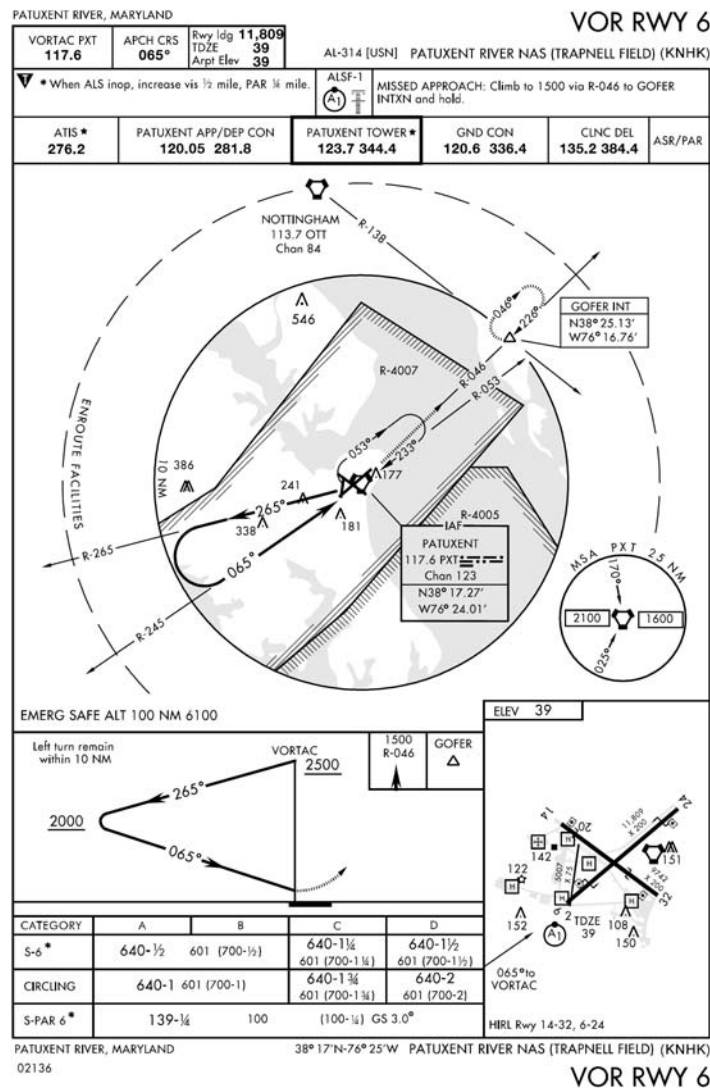 PATUXENT RIVER, MARYLAND
VOR RWY 6
VORTAC PXT
117.6
APCH CRS
065°
Rwy ldg 11,809
TDZE 39
Arpt Elev 39
AL-314 [USN] PATUXENT RIVER NAS (TRAPNELL FIELD) (KNHK)
T * When ALS inop, increase vis ½ mile, PAR ¼ mile.
ALSF-1
A1
MISSED APPROACH: Climb to 1500 via R-046 to GOFER
INTXN and hold.
ATIS ★
276.2
PATUXENT APP/DEP CON
120.05 281.8
PATUXENT TOWER ★
123.7 344.4
GND CON
120.6 336.4
CLNC DEL
135.2 384.4
ASR/PAR
NOTTINGHAM
113.7 OTT
Chan 84
R-138
546
046°
226°
GOFER INT
N38° 25.13'
W76° 16.76'
R-4007
R-046
R-053
ENROUTE FACILITIES
053°
233°
10 NM
386
241
177
265°
338
181
R-4005
IAF
PATUXENT
117.6 PXT
Chan 123
N38° 17.27'
W76° 24.01'
065°
R-265
R-245
MSA PXT 25 NM
170°
2100
1600
025°
EMERG SAFE ALT 100 NM 6100
ELEV 39
Left turn remain
within 10 NM
VORTAC
2500
1500
R-046
GOFER
265°
2000
065°
14
20
24
11,809
X 200
142
151
122
5007
X 75
9742
X 200
32
6
2
TDZE
39
108
152
150
A1
065° to
VORTAC
HIRL Rwy 14-32, 6-24
CATEGORY A B C D
S-6 * 640-½ 601 (700-½) 640-1¼ 601 (700-1¼) 640-1½ 601 (700-1½)
CIRCLING 640-1 601 (700-1) 640-1¾ 601 (700-1¾) 640-2 601 (700-2)
S-PAR 6* 139-¼ 100 (100-¼) GS 3.0°
PATUXENT RIVER, MARYLAND
38° 17'N-76° 25'W PATUXENT RIVER NAS (TRAPNELL FIELD) (KNHK)
02136
VOR RWY 6